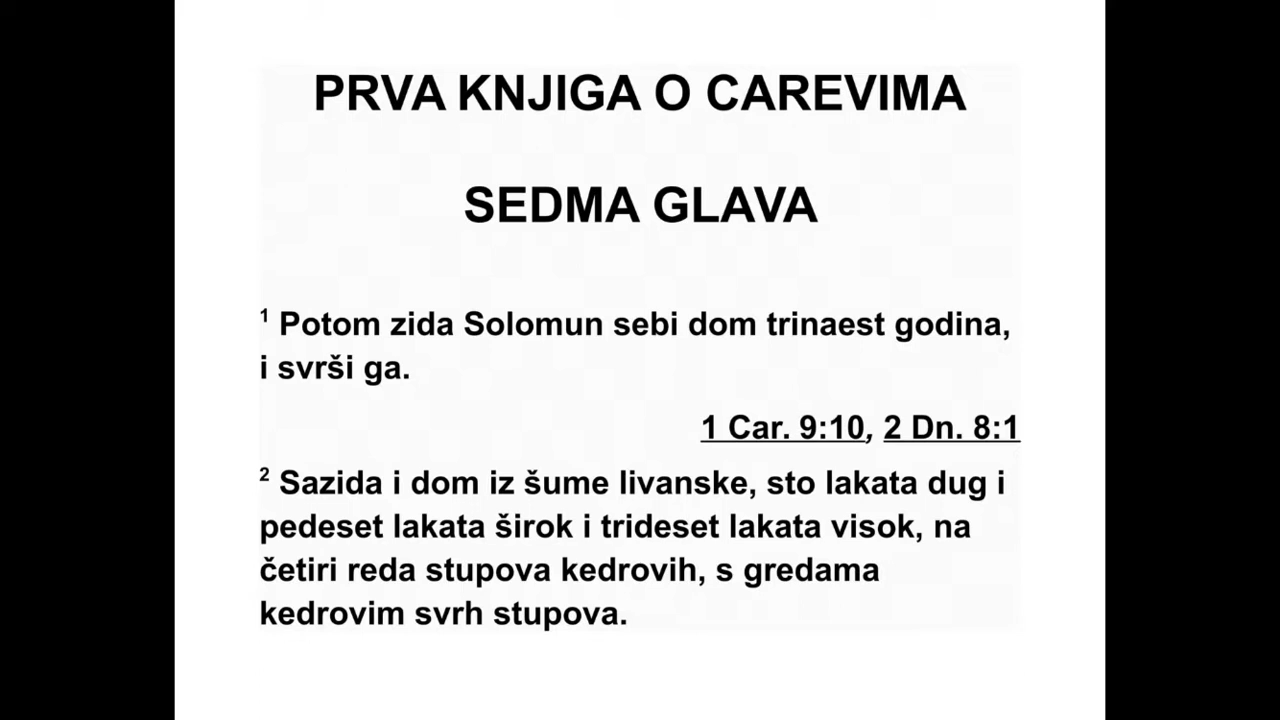 PRVA KNJIGA O CAREVIMA
SEDMA GLAVA
1 Potom zida Solomun sebi dom trinaest godina,
i svrši ga.
1 Car. 9:10, 2 Dn. 8:1
2 Sazida i dom iz šume livanske, sto lakata dug i
pedeset lakata širok i trideset lakata visok, na
četiri reda stupova kedrovih, s gredama
kedrovim svrh stupova.